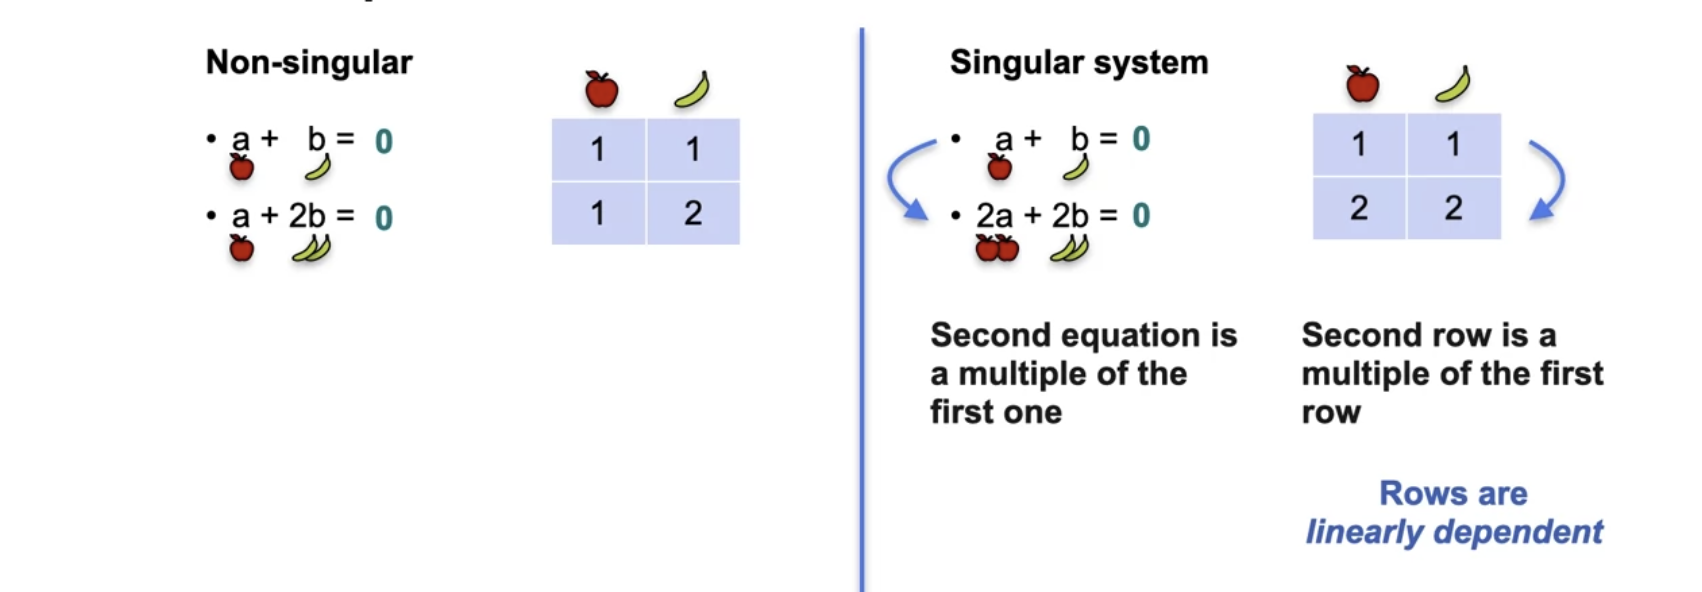 Non-singular
• a + b = 0
• a + 2b = 0
1 1
1 2
Singular system
• a + b = 0
• 2a + 2b = 0
1 1
2 2
Second equation is
a multiple of the
first one
Second row is a
multiple of the first
row
Rows are
linearly dependent